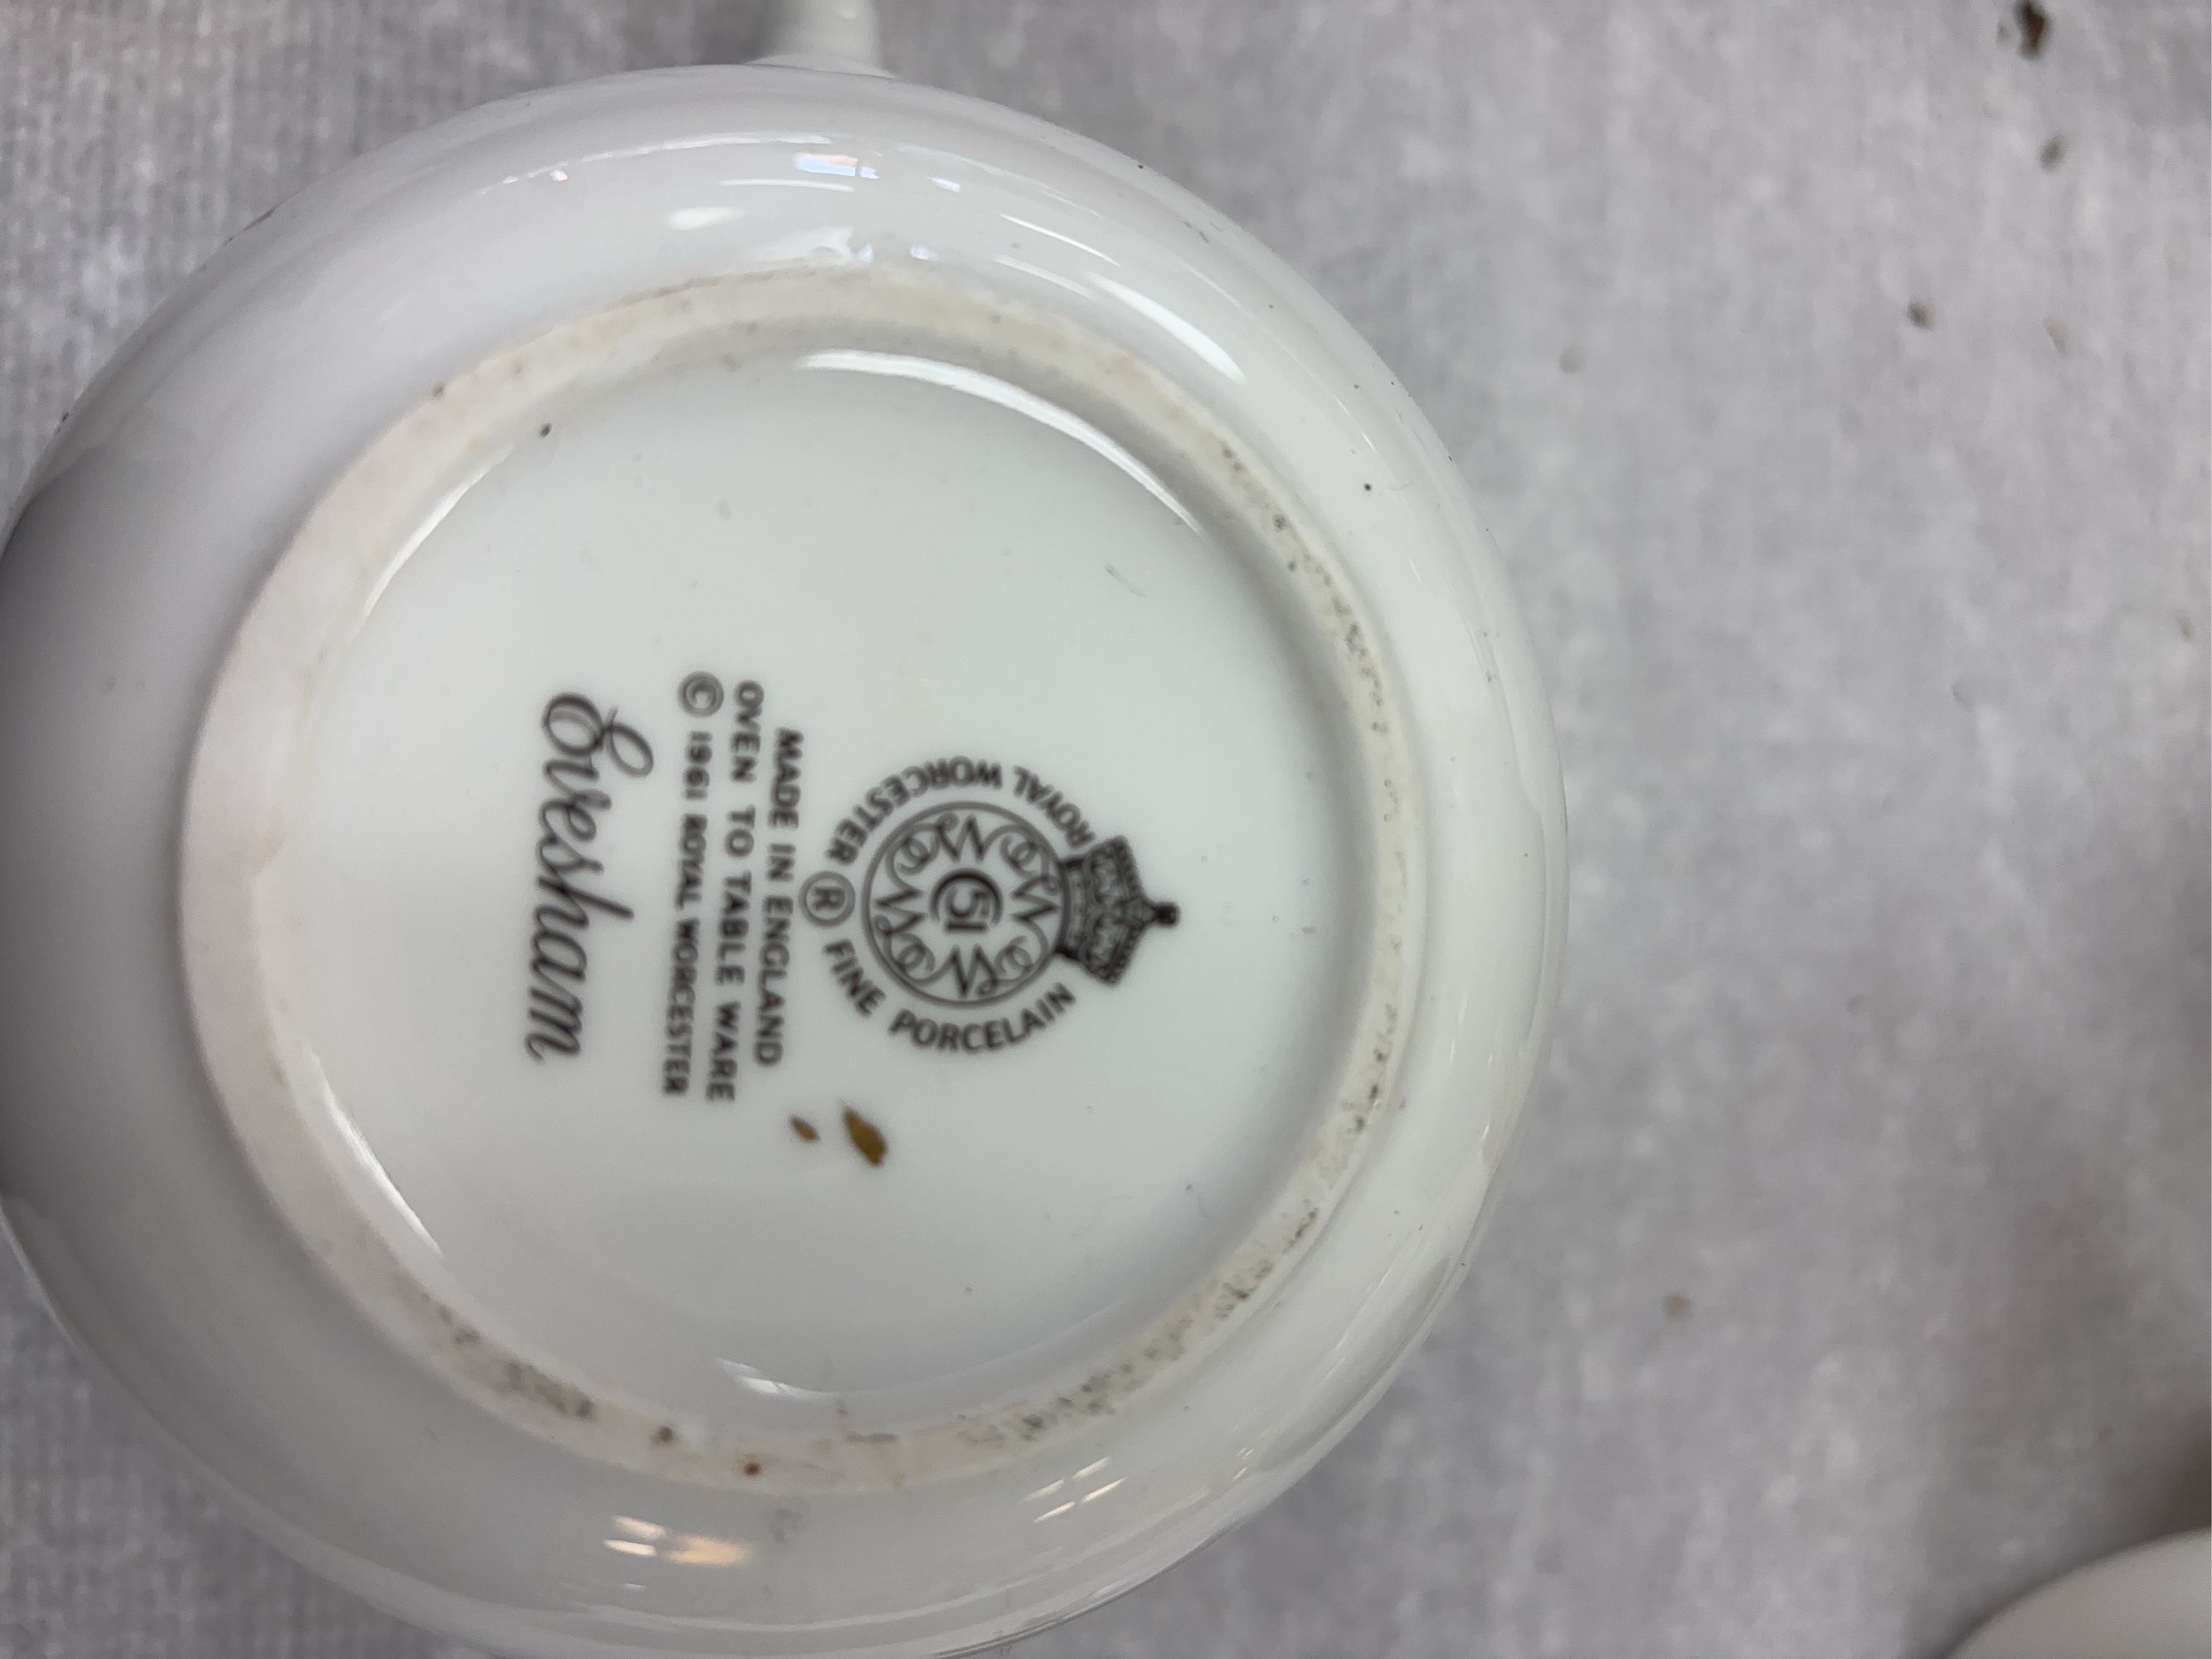 ROYAL WORCESTER ® FINE PORCELAIN
51
MADE IN ENGLAND
OVEN TO TABLE WARE
© 1961 ROYAL WORCESTER
Evesham